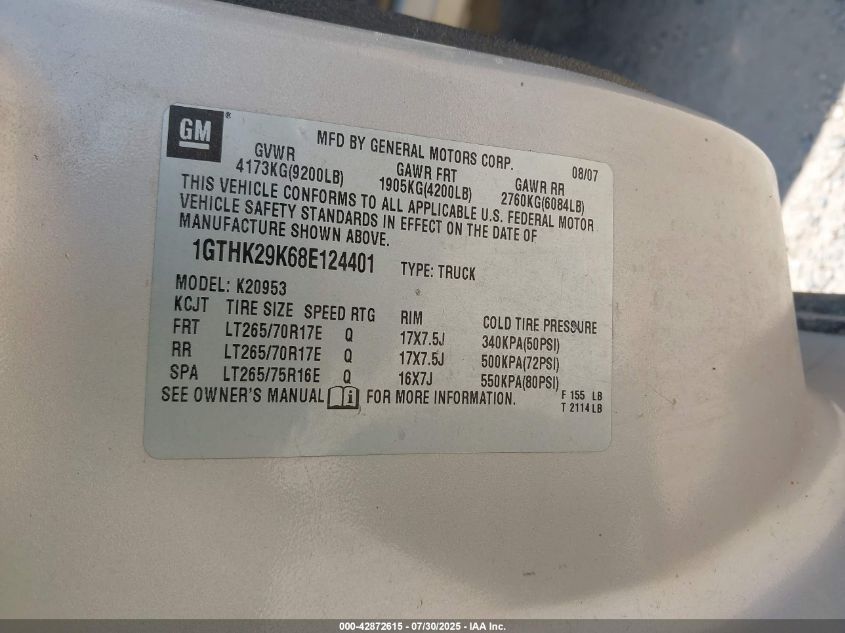 GM®
MFD BY GENERAL MOTORS CORP. 08/07
GVWR GAWR FRT GAWR RR
4173KG(9200LB) 1905KG(4200LB) 2760KG(6084LB)
THIS VEHICLE CONFORMS TO ALL APPLICABLE U.S. FEDERAL MOTOR
VEHICLE SAFETY STANDARDS IN EFFECT ON THE DATE OF
MANUFACTURE SHOWN ABOVE.
1GTHK29K68E124401 TYPE: TRUCK
MODEL: K20953
KCJT TIRE SIZE SPEED RTG RIM COLD TIRE PRESSURE
FRT LT265/70R17E Q 17X7.5J 340KPA(50PSI)
RR LT265/70R17E Q 17X7.5J 500KPA(72PSI)
SPA LT265/75R16E Q 16X7J 550KPA(80PSI)
SEE OWNER'S MANUAL i FOR MORE INFORMATION. F 155 LB
T 2114 LB
000-42872615 - 07/30/2025 - IAA Inc.